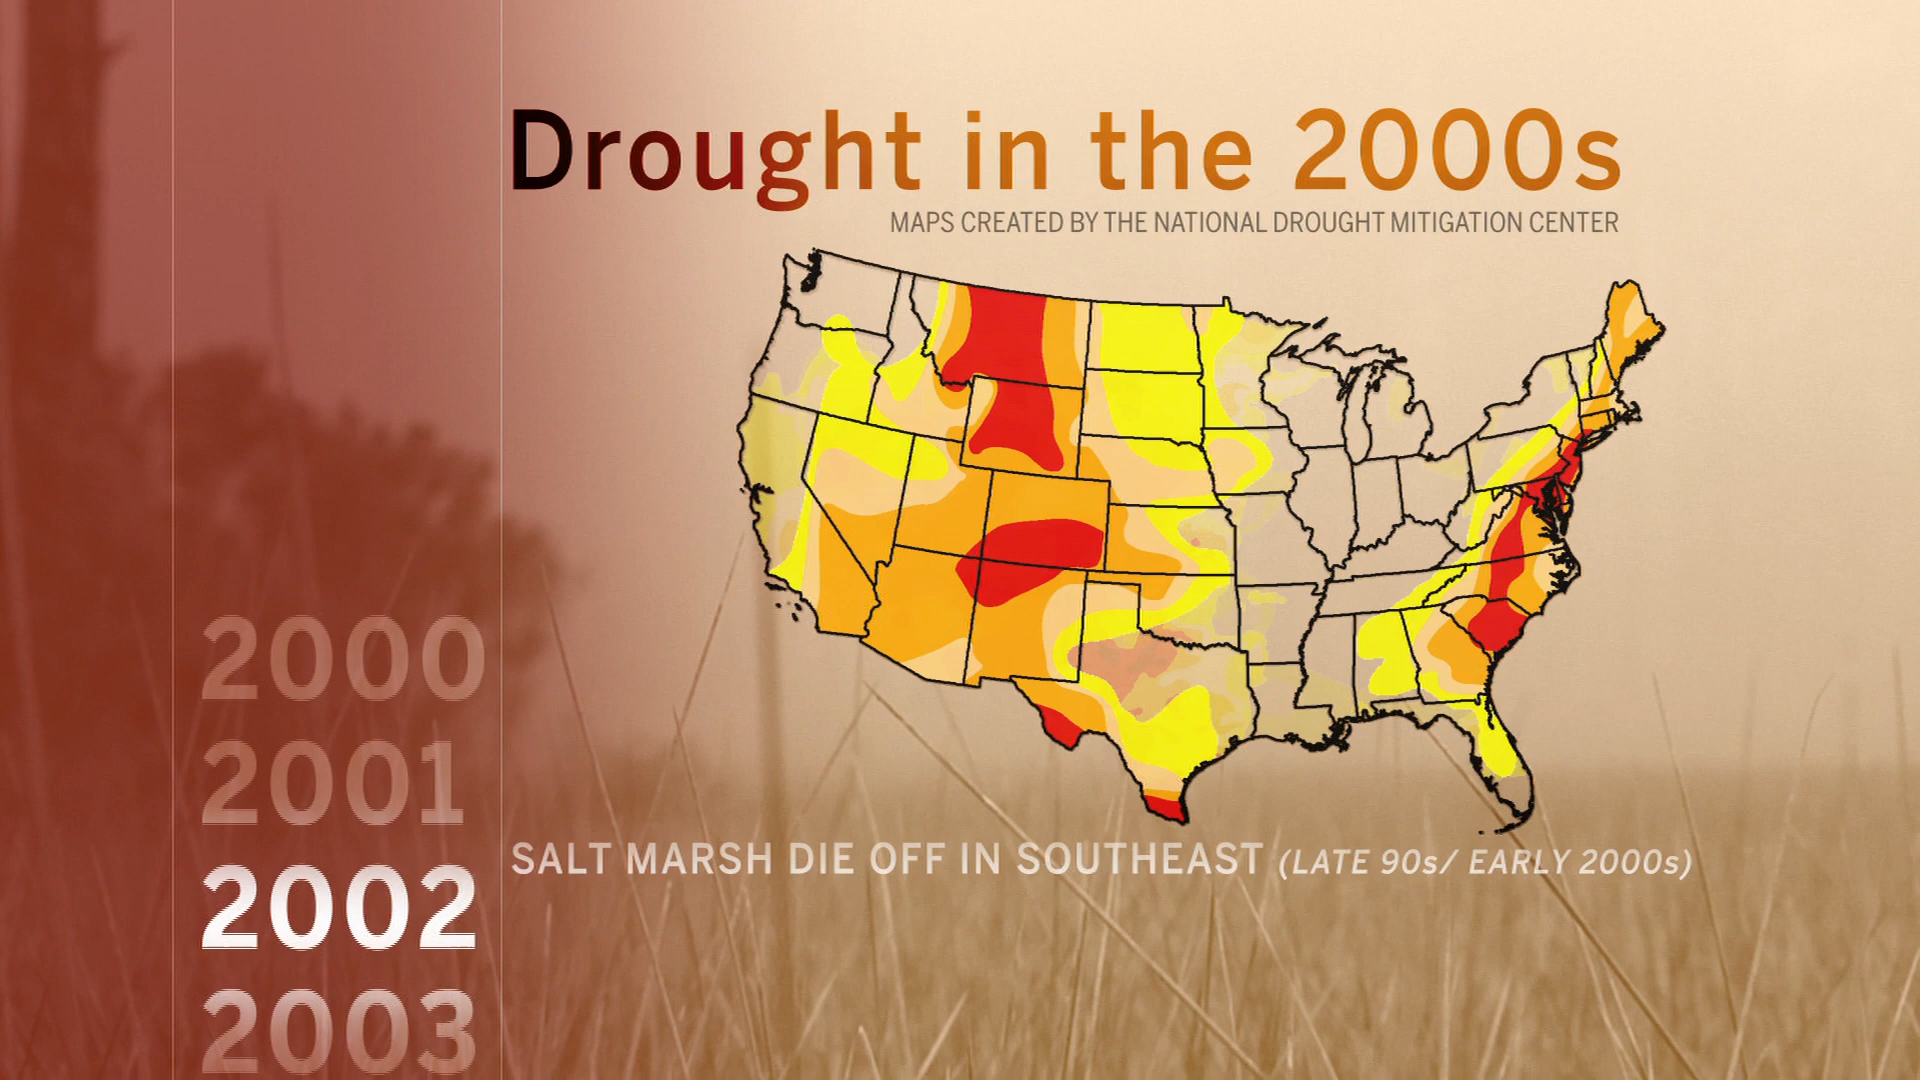 Drought in the 2000s
MAPS CREATED BY THE NATIONAL DROUGHT MITIGATION CENTER
2000
2001
2002
2003
SALT MARSH DIE OFF IN SOUTHEAST (LATE 90s/ EARLY 2000s)